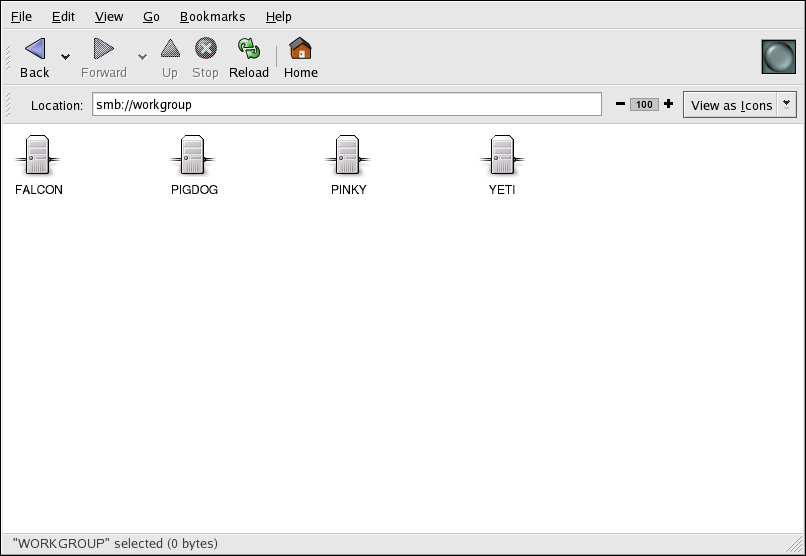 File Edit View Go Bookmarks Help
Back Forward Up Stop Reload Home
Location: smb://workgroup 100 View as Icons
FALCON PIGDOG PINKY YETI
"WORKGROUP" selected (0 bytes)